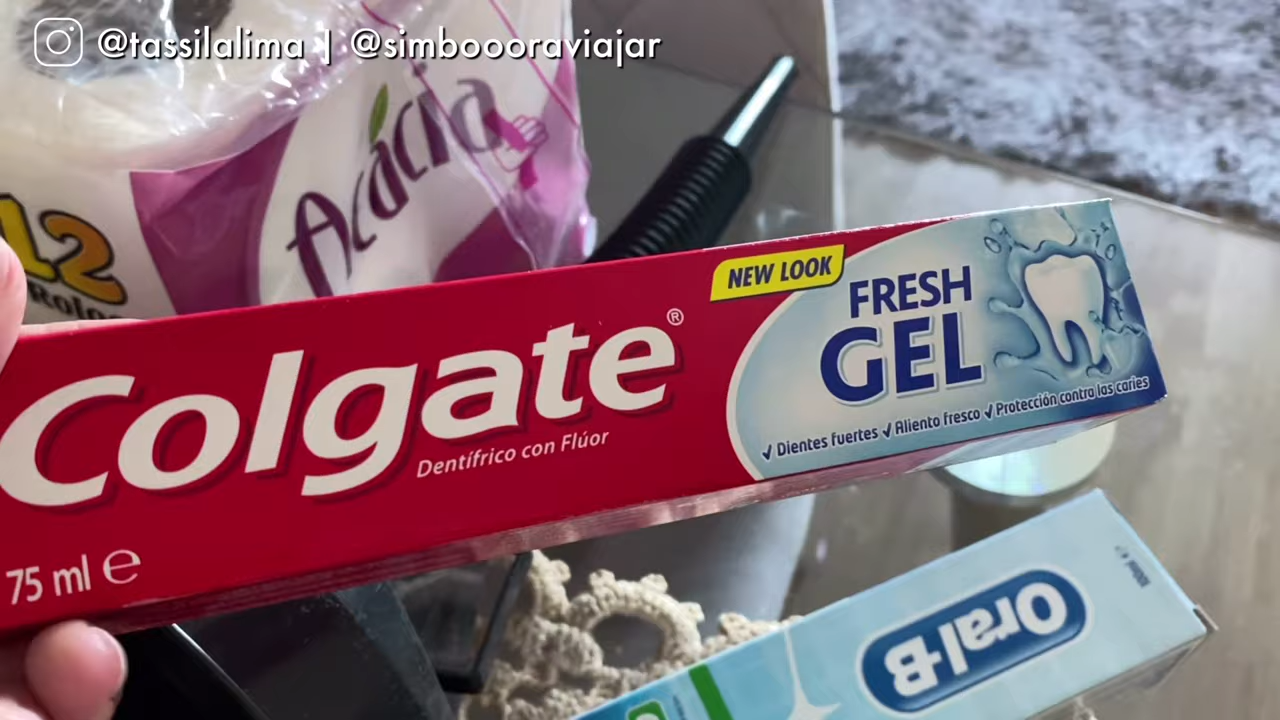 @tassilalima | @simboooraviajar
Acácia
12
Rolos
NEW LOOK
FRESH
GEL
Colgate®
Dentífrico con Flúor
✓ Dientes fuertes ✓ Aliento fresco ✓ Protección contra las caries
75 ml ℮
Oral-B